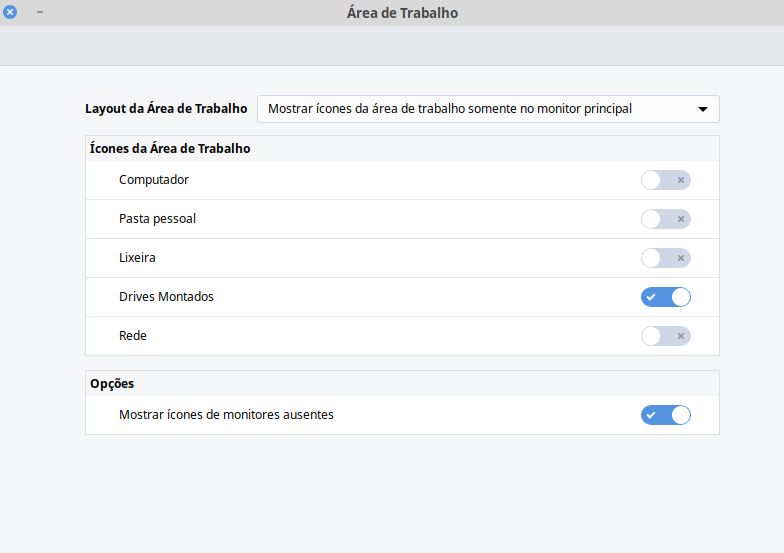 Área de Trabalho
Layout da Área de Trabalho
Mostrar ícones da área de trabalho somente no monitor principal
Ícones da Área de Trabalho
Computador
Pasta pessoal
Lixeira
Drives Montados
Rede
Opções
Mostrar ícones de monitores ausentes